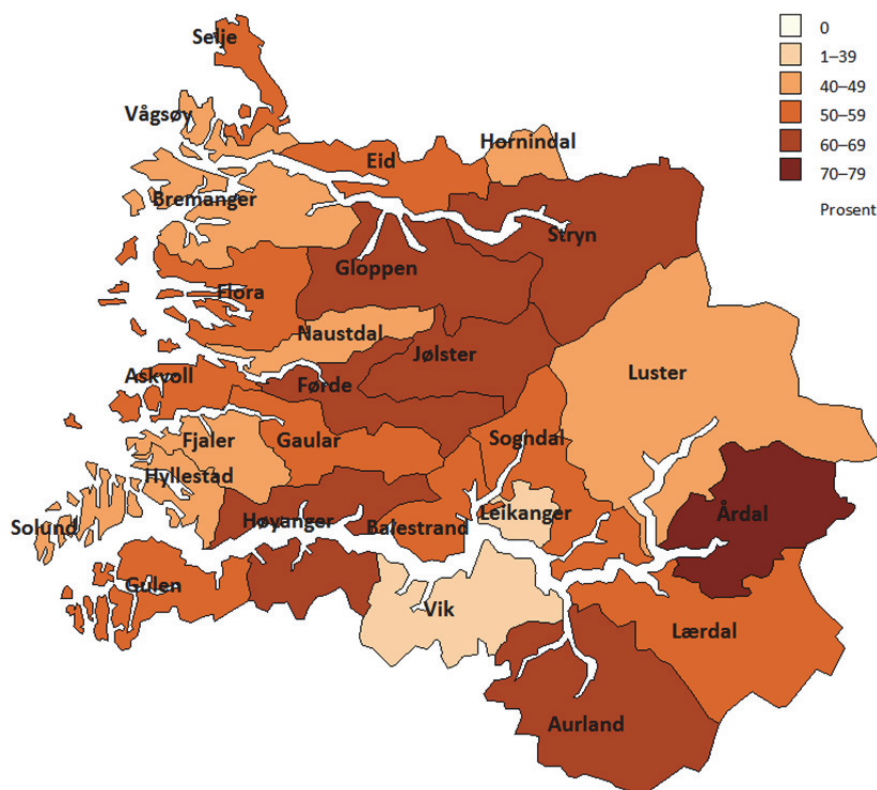 Selje
Vågsøy
Bremanger
Eid
Hornindal
Stryn
Gloppen
Flora
Naustdal
Jølster
Luster
Askvoll
Førde
Fjaler
Gaular
Sogndal
Hyllestad
Solund
Høyanger
Balestrand
Leikanger
Årdal
Gulen
Vik
Lærdal
Aurland
0
1–39
40–49
50–59
60–69
70–79
Prosent